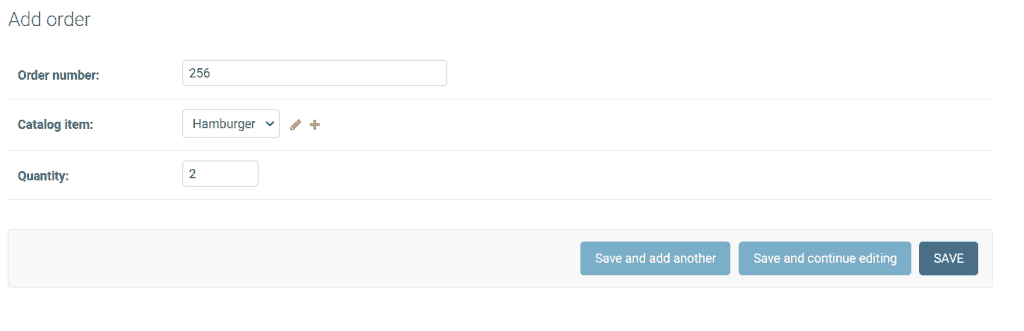 Add order
Order number: 256
Catalog item: Hamburger
Quantity: 2
Save and add another Save and continue editing SAVE